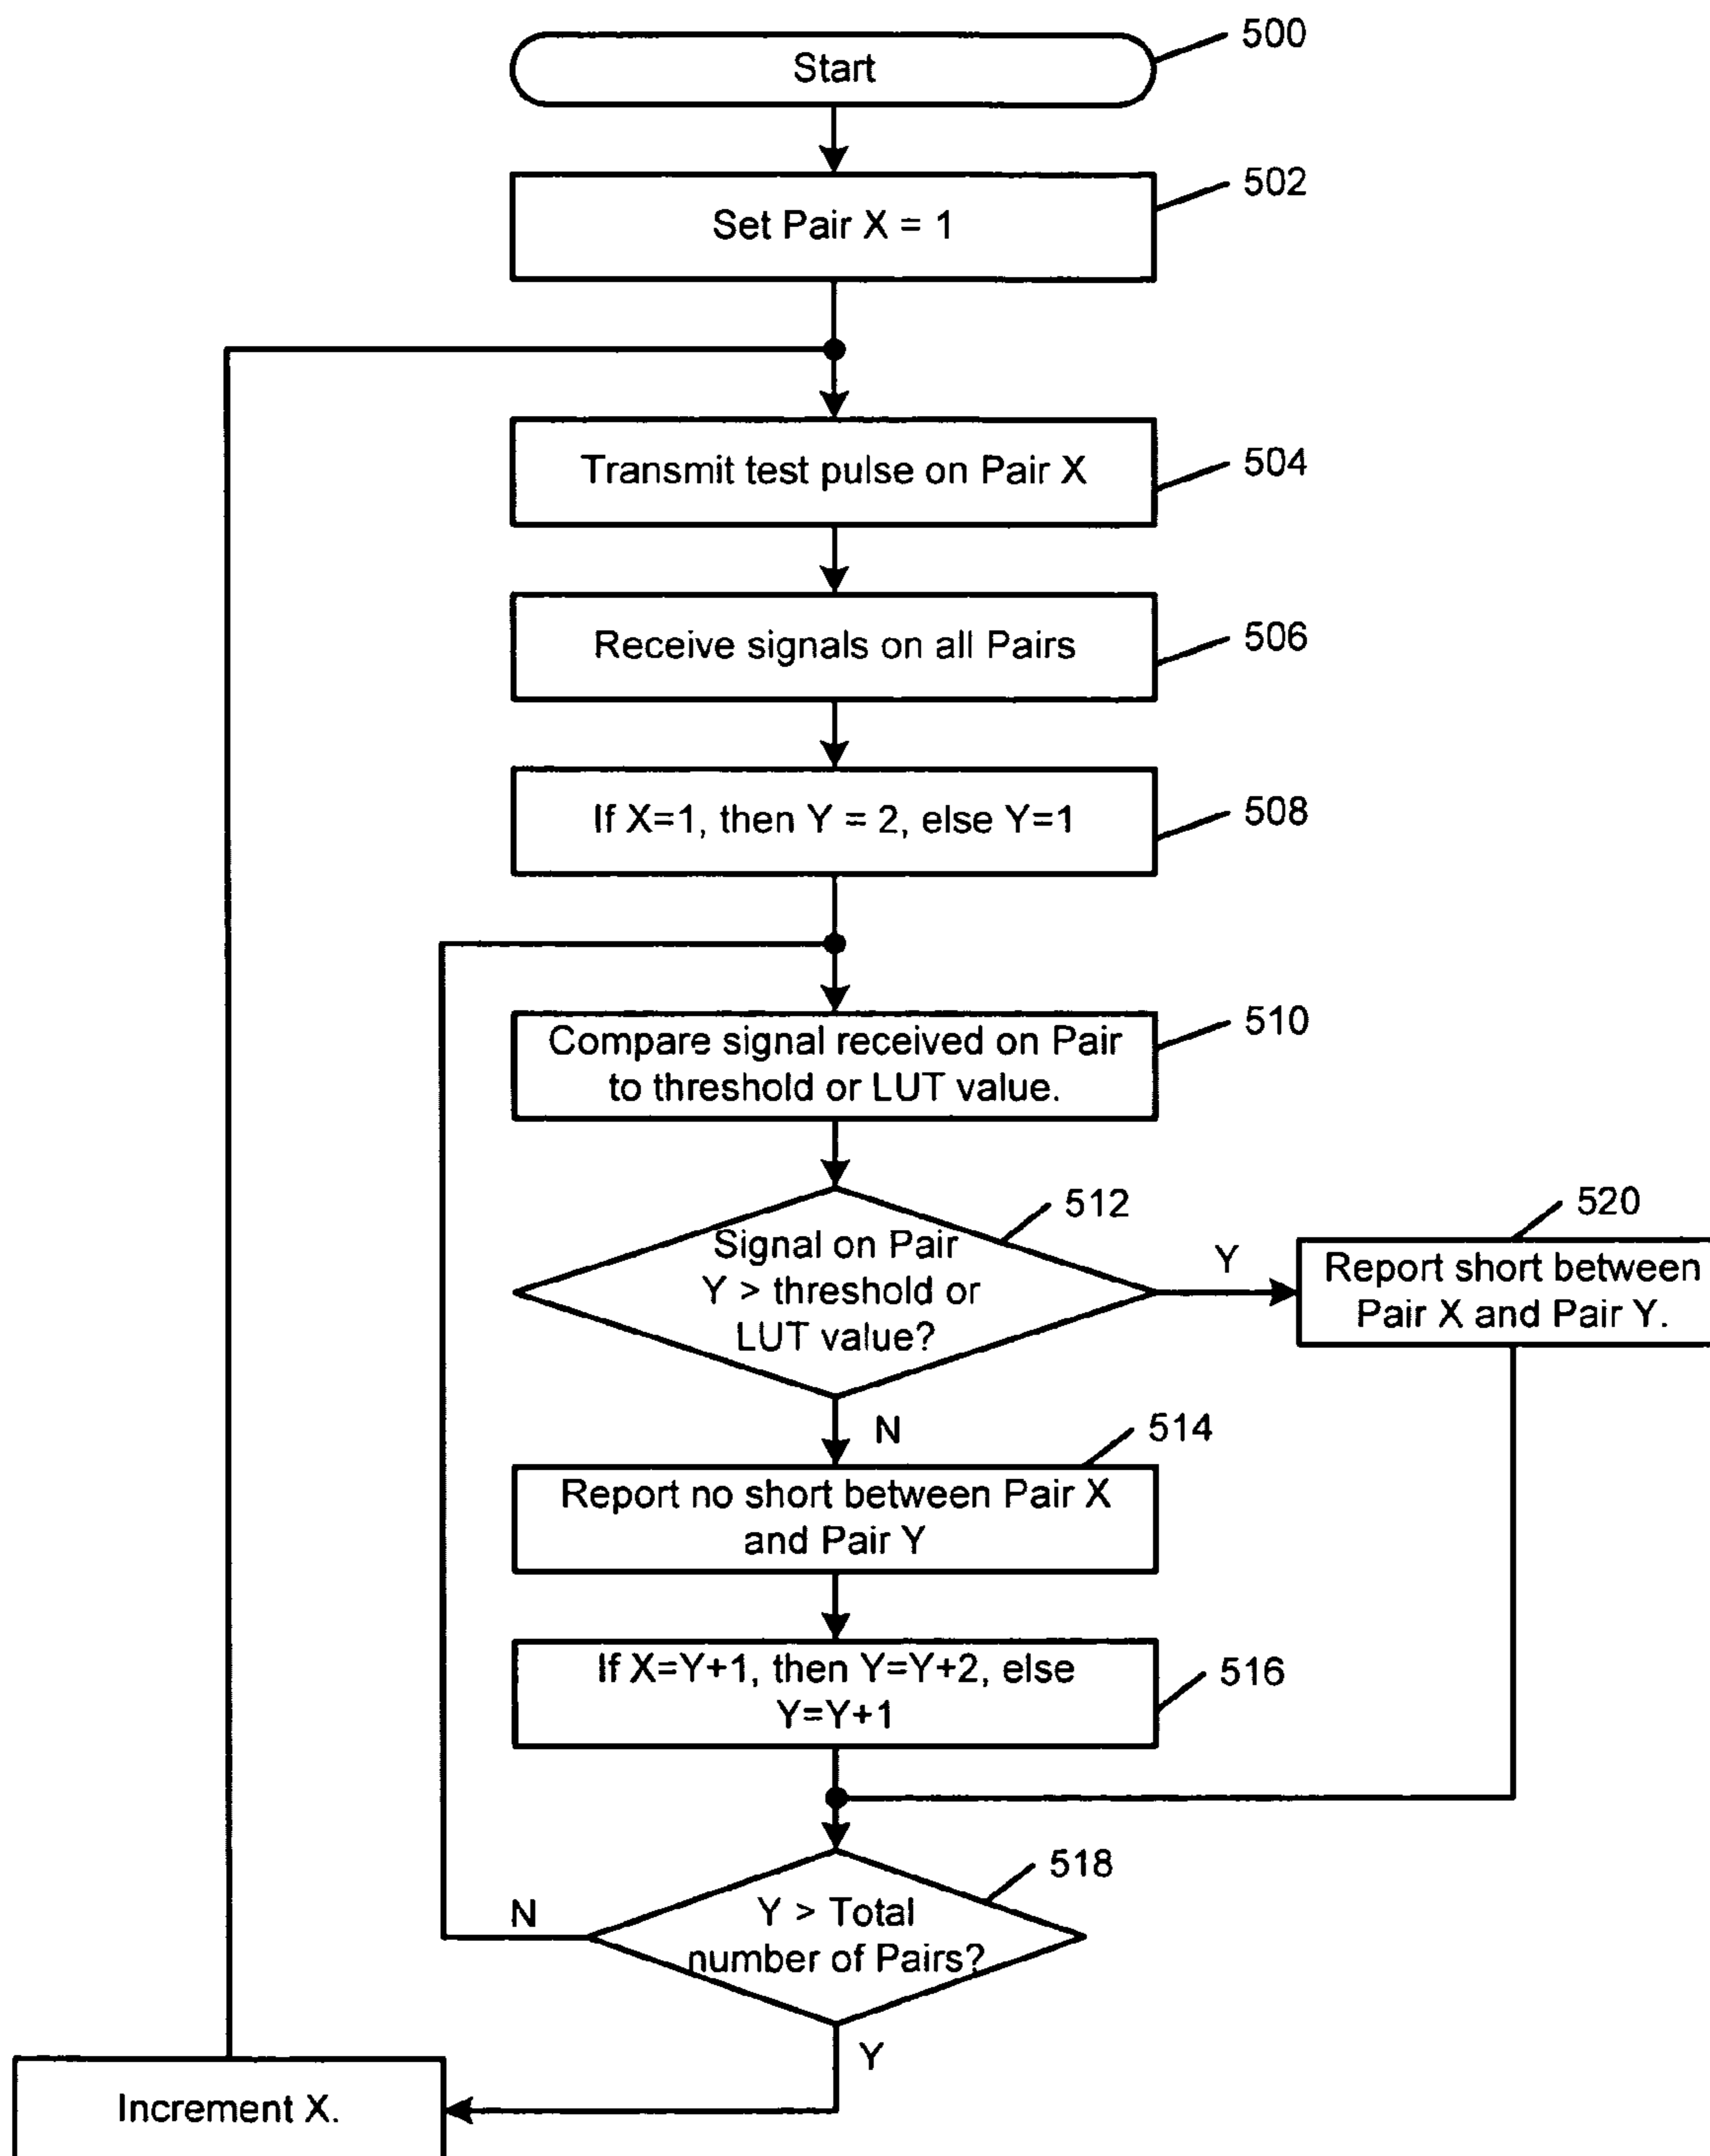 Start
500
Set Pair X = 1
502
Transmit test pulse on Pair X
504
Receive signals on all Pairs
506
If X=1, then Y = 2, else Y=1
508
Compare signal received on Pair
to threshold or LUT value.
510
Signal on Pair
Y > threshold or
LUT value?
512
Y
520
Report short between
Pair X and Pair Y.
N
514
Report no short between Pair X
and Pair Y
If X=Y+1, then Y=Y+2, else
Y=Y+1
516
Y > Total
number of Pairs?
518
N
Y
Increment X.